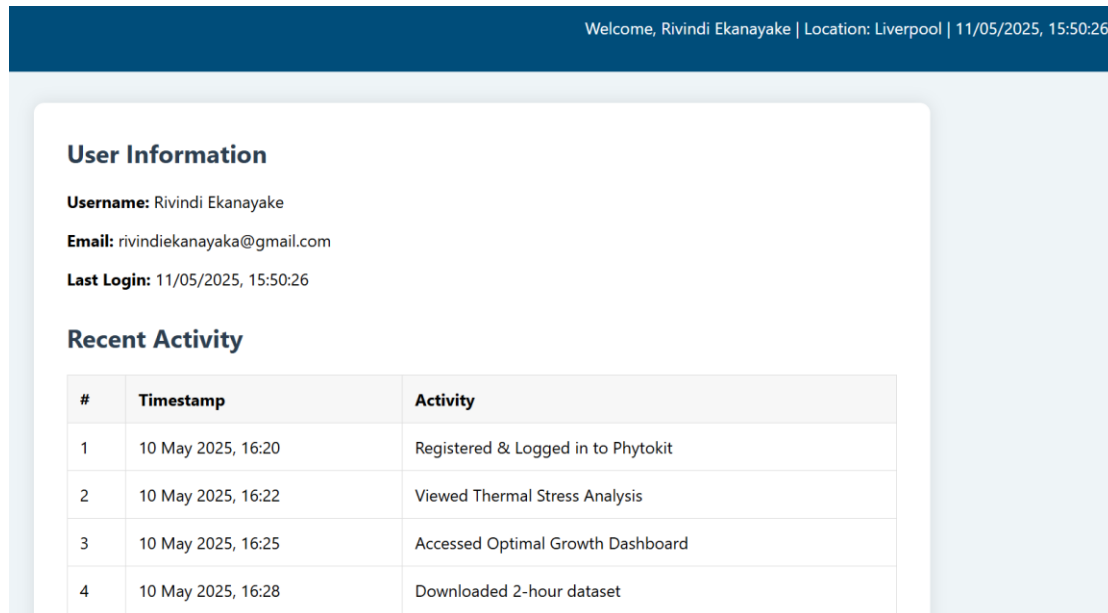 Welcome, Rivindi Ekanayake | Location: Liverpool | 11/05/2025, 15:50:26
User Information
Username: Rivindi Ekanayake
Email: rivindiekanayaka@gmail.com
Last Login: 11/05/2025, 15:50:26
Recent Activity
# Timestamp Activity
1 10 May 2025, 16:20 Registered & Logged in to Phytokit
2 10 May 2025, 16:22 Viewed Thermal Stress Analysis
3 10 May 2025, 16:25 Accessed Optimal Growth Dashboard
4 10 May 2025, 16:28 Downloaded 2-hour dataset